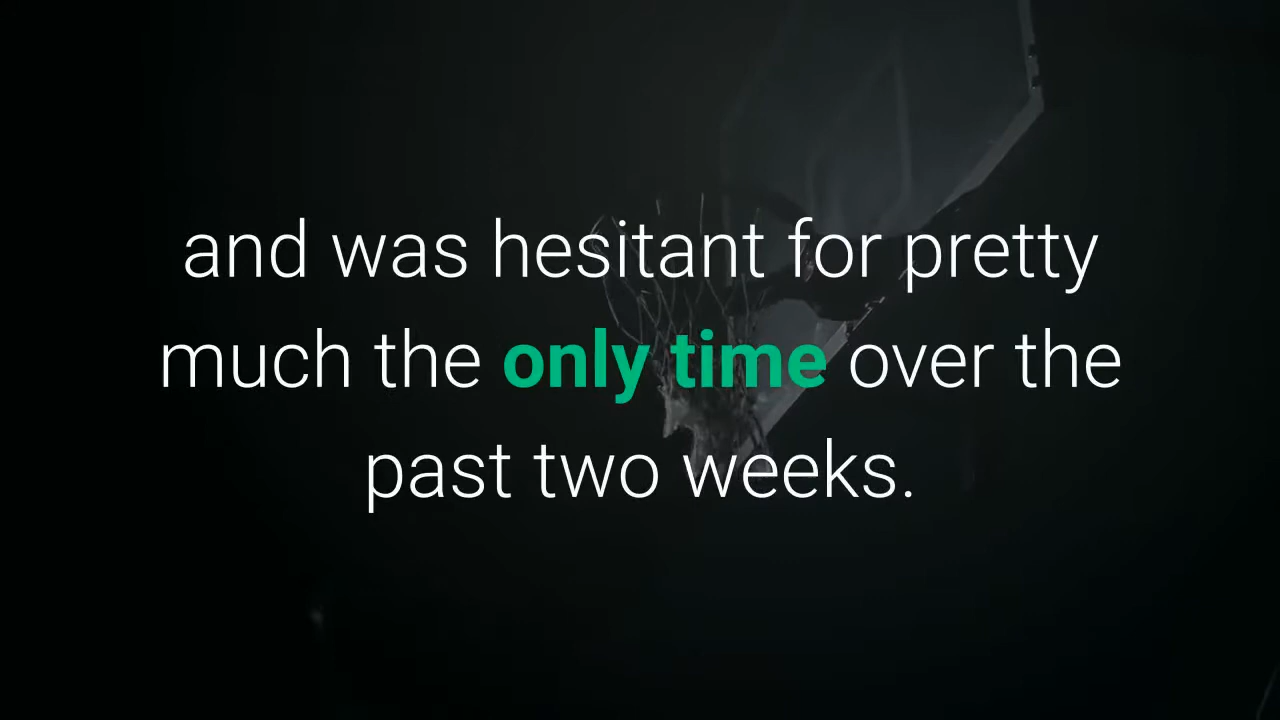 and was hesitant for pretty
much the only time over the
past two weeks.